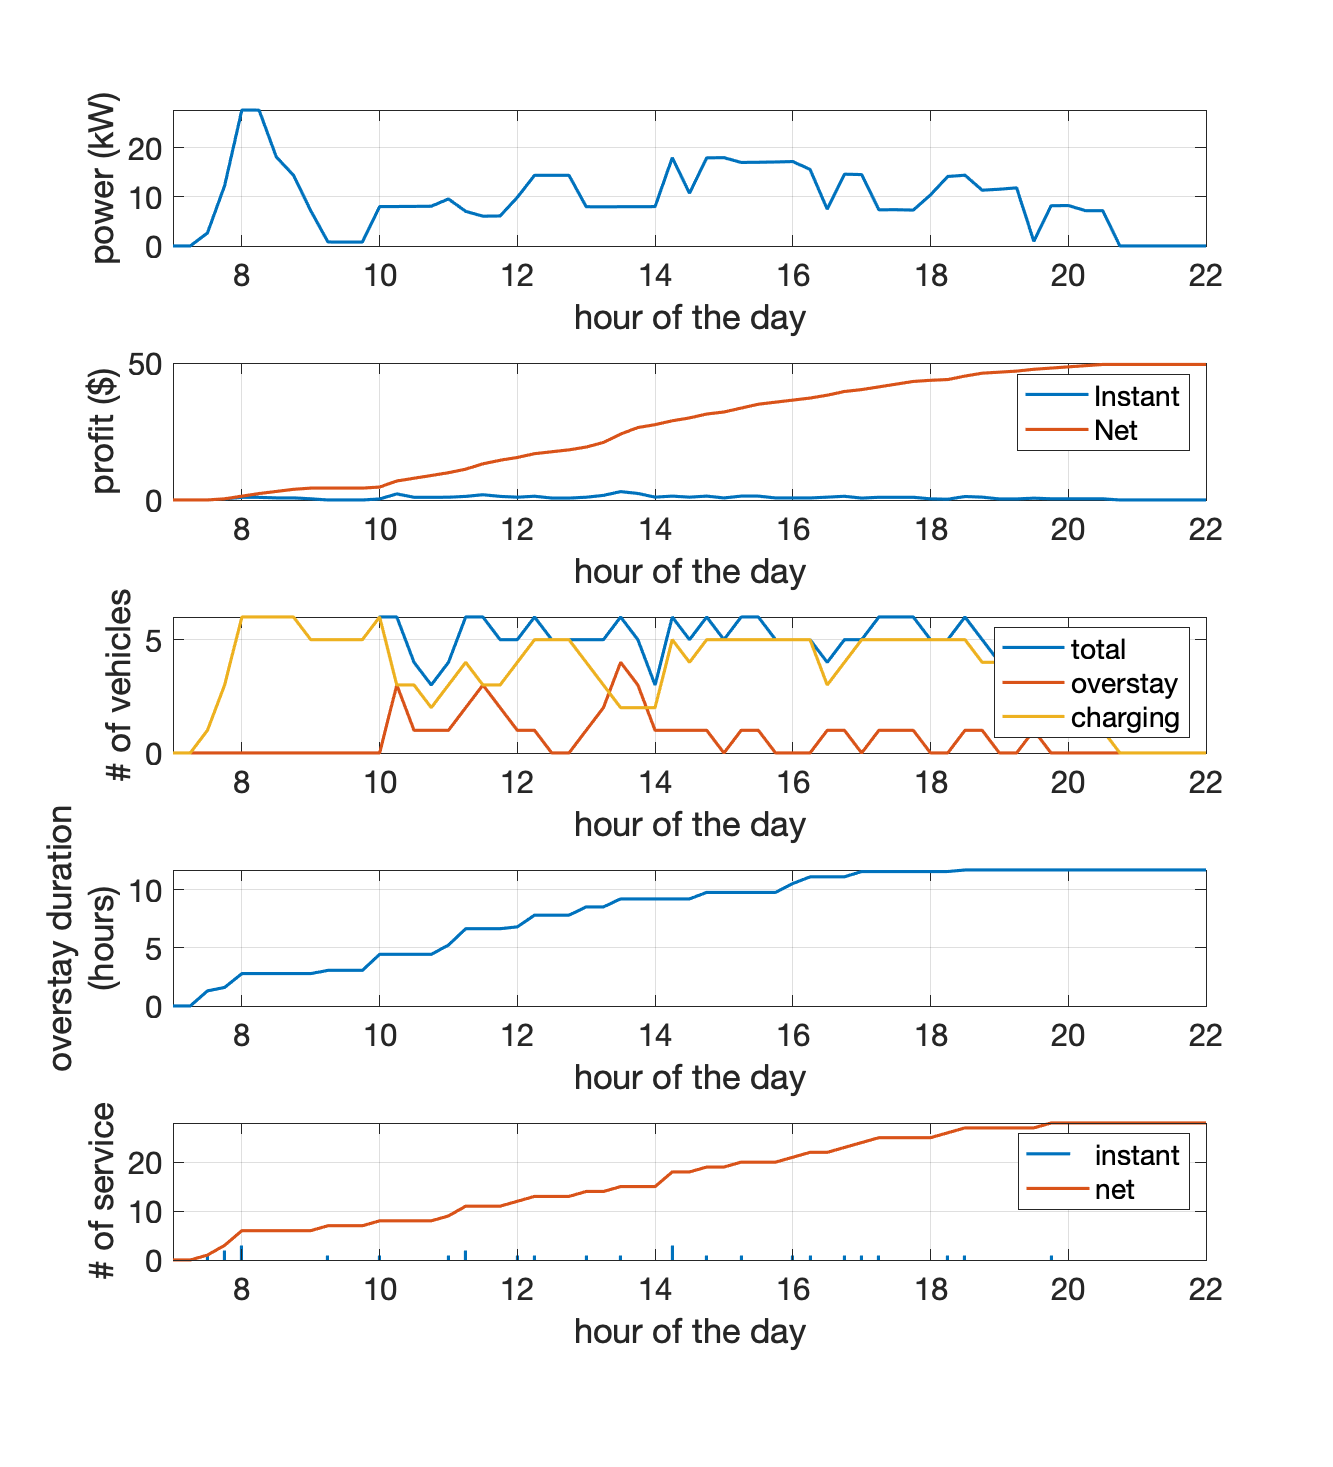 power (kW)
20
10
0
8 10 12 14 16 18 20 22
hour of the day
profit ($)
50
0
Instant
Net
8 10 12 14 16 18 20 22
hour of the day
# of vehicles
5
0
total
overstay
charging
8 10 12 14 16 18 20 22
hour of the day
overstay duration
(hours)
10
5
0
8 10 12 14 16 18 20 22
hour of the day
# of service
20
10
0
instant
net
8 10 12 14 16 18 20 22
hour of the day